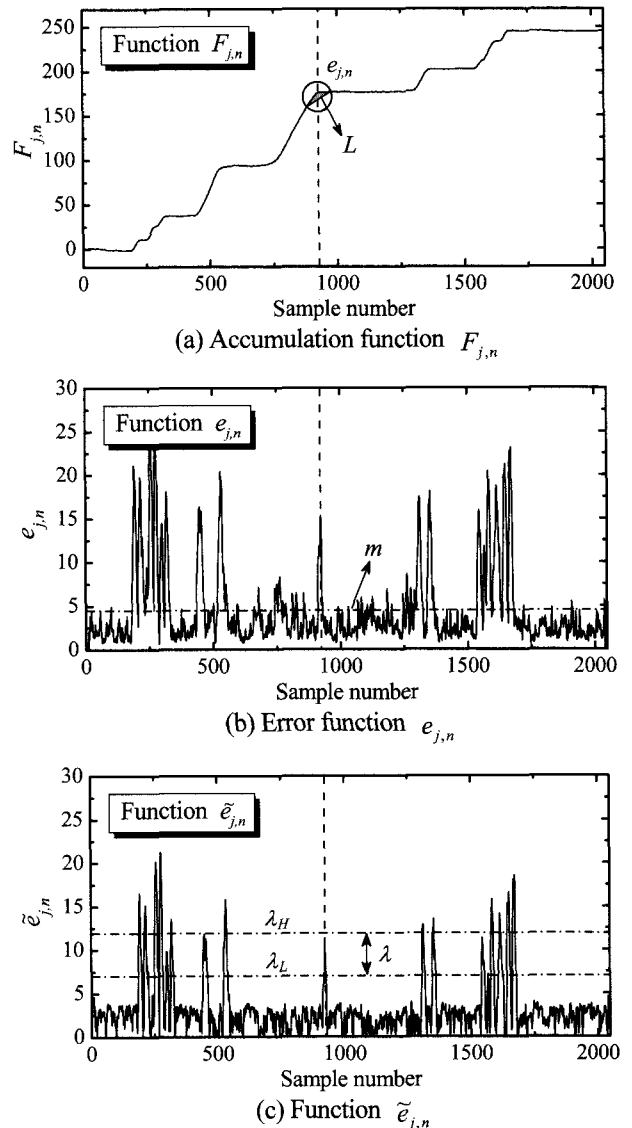 Function F_{j,n}
e_{j,n}
L
F_{j,n}
250
200
150
100
50
0
0 500 1000 1500 2000
Sample number
(a) Accumulation function F_{j,n}
Function e_{j,n}
m
e_{j,n}
30
25
20
15
10
5
0
0 500 1000 1500 2000
Sample number
(b) Error function e_{j,n}
Function ẽ_{j,n}
λ_H
λ
λ_L
ẽ_{j,n}
30
25
20
15
10
5
0
0 500 1000 1500 2000
Sample number
(c) Function ẽ_{j,n}